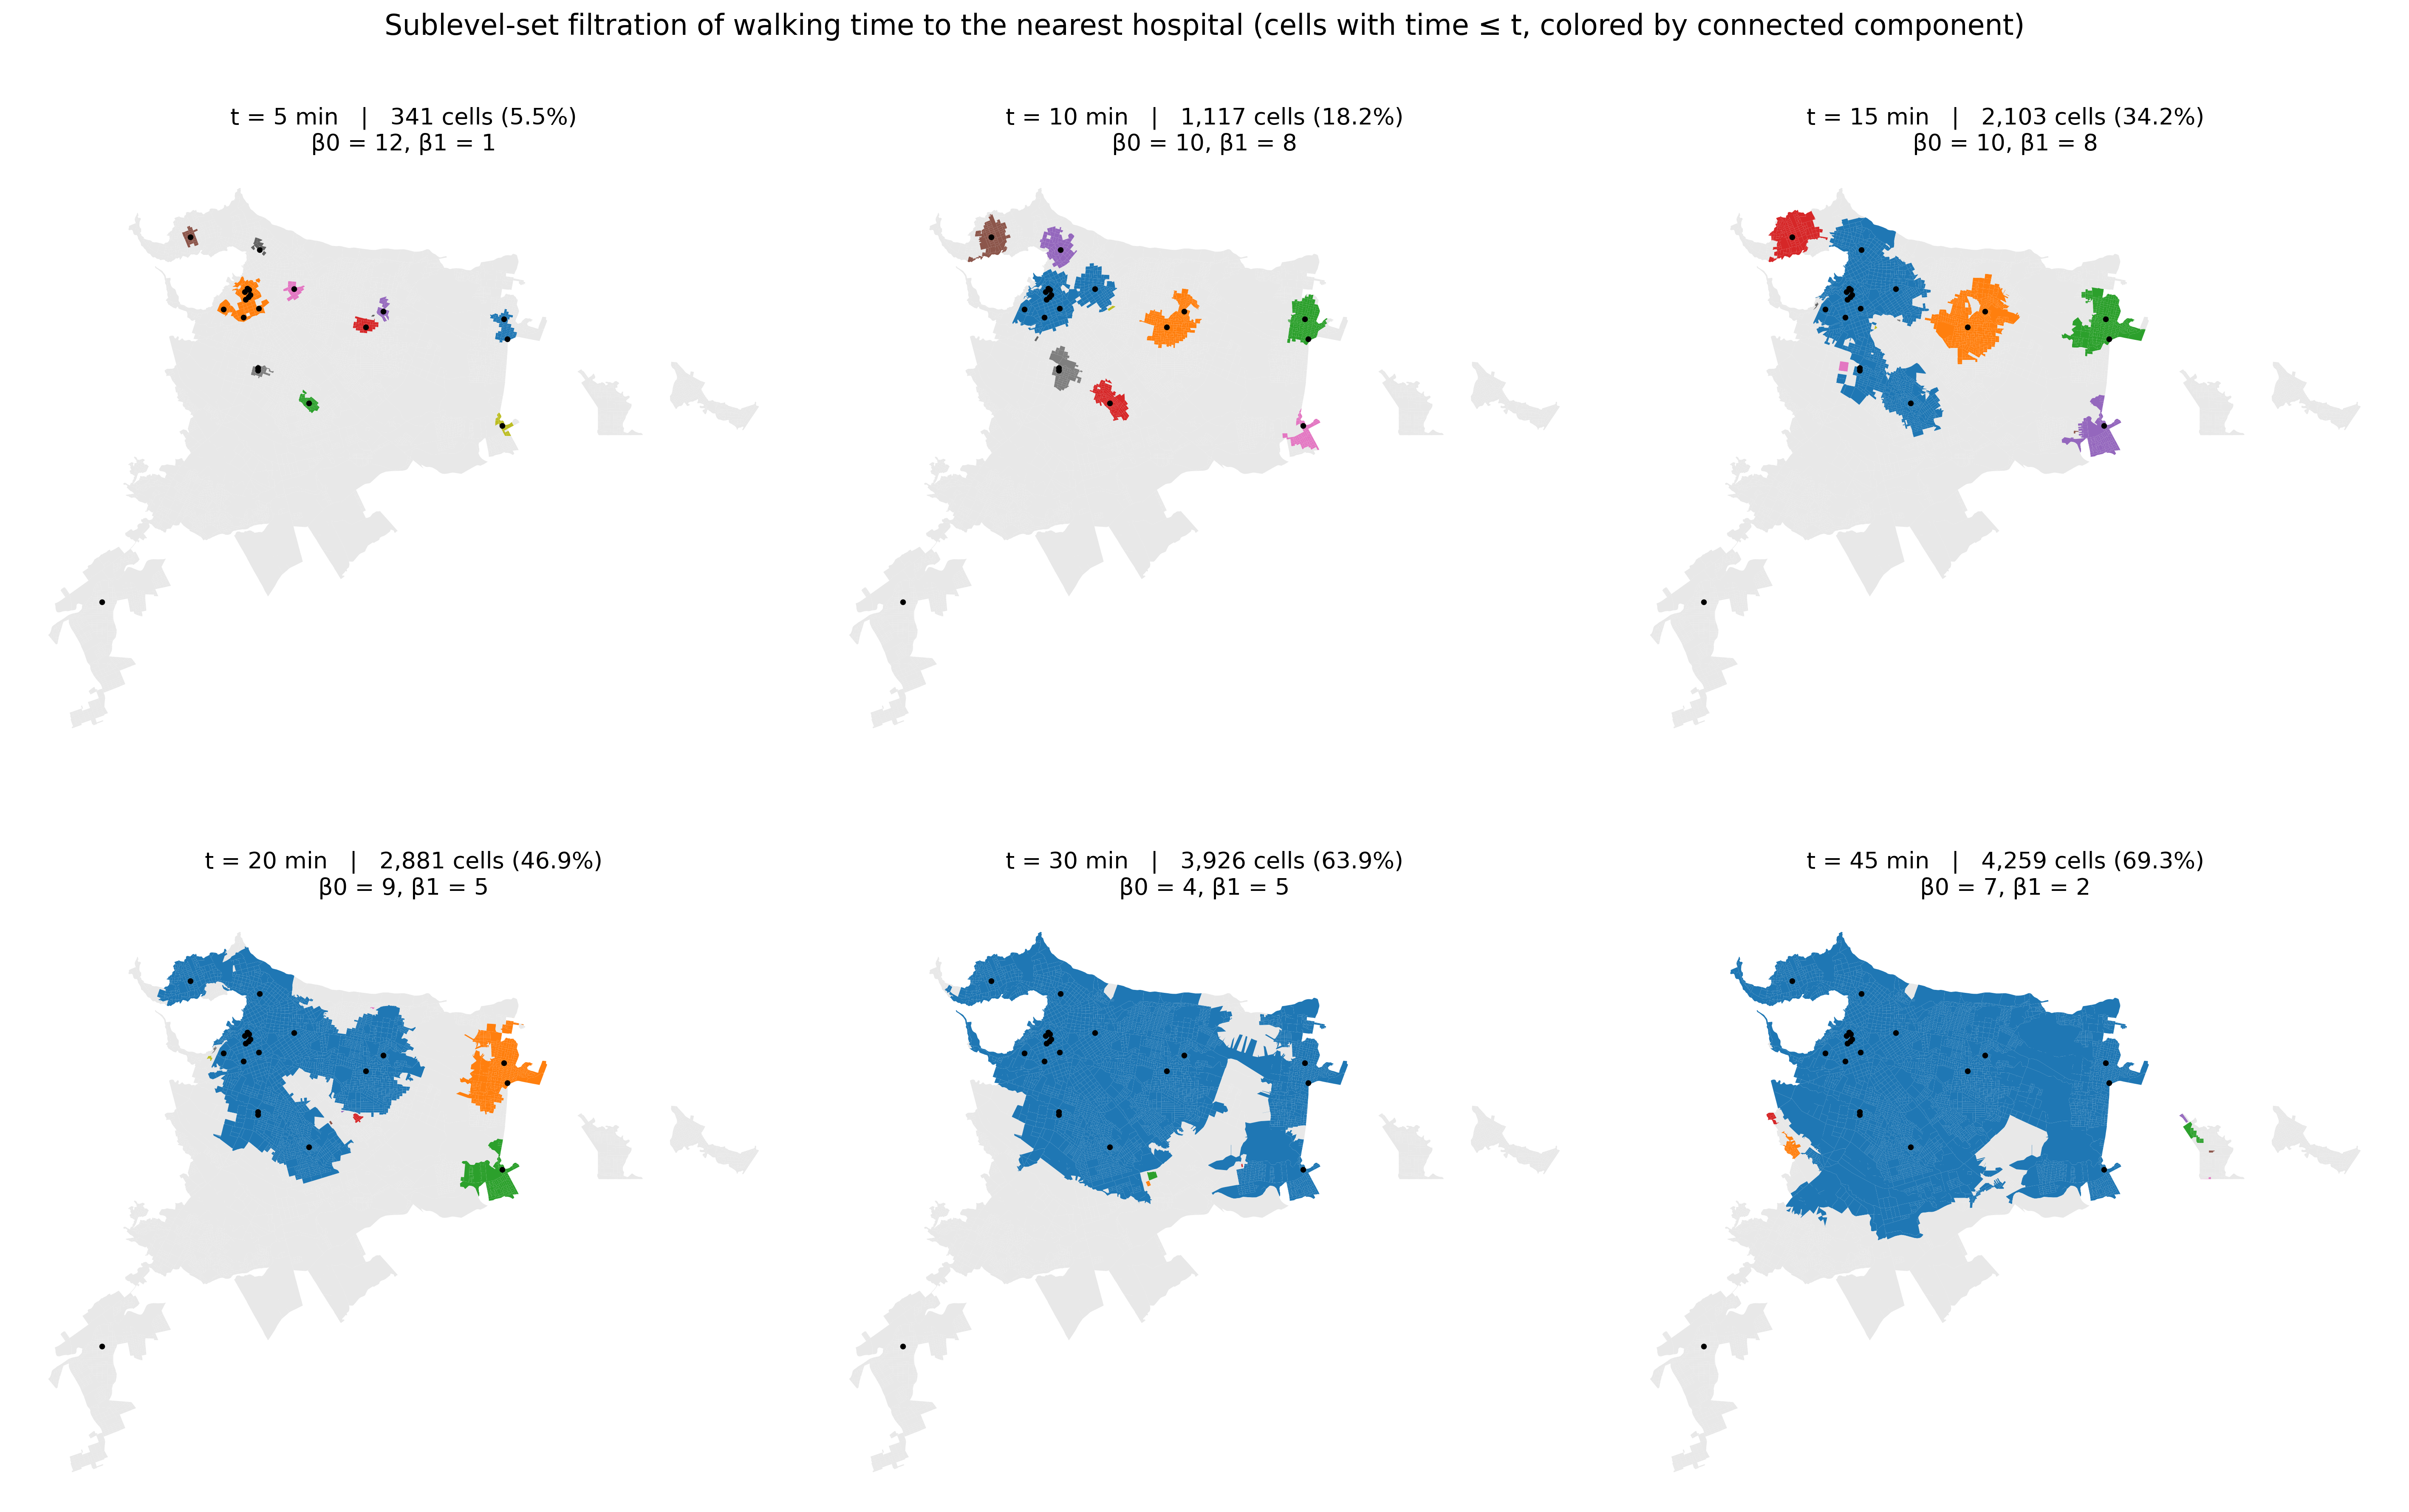 Sublevel-set filtration of walking time to the nearest hospital (cells with time ≤ t, colored by connected component)
t = 5 min | 341 cells (5.5%)
β0 = 12, β1 = 1
t = 10 min | 1,117 cells (18.2%)
β0 = 10, β1 = 8
t = 15 min | 2,103 cells (34.2%)
β0 = 10, β1 = 8
t = 20 min | 2,881 cells (46.9%)
β0 = 9, β1 = 5
t = 30 min | 3,926 cells (63.9%)
β0 = 4, β1 = 5
t = 45 min | 4,259 cells (69.3%)
β0 = 7, β1 = 2